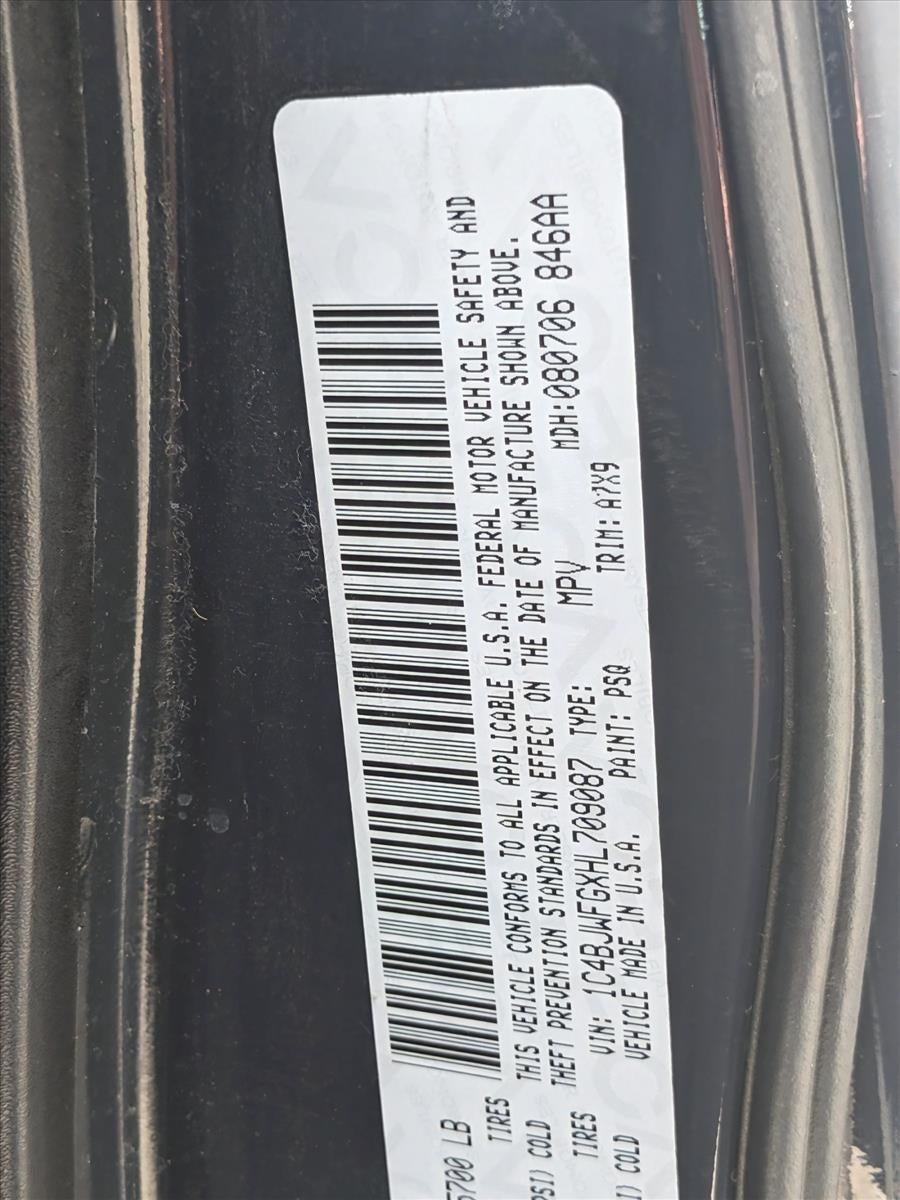 5700 LB
TIRES
PSI) COLD
TIRES
I) COLD
THIS VEHICLE CONFORMS TO ALL APPLICABLE U.S.A. FEDERAL MOTOR VEHICLE SAFETY AND
THEFT PREVENTION STANDARDS IN EFFECT ON THE DATE OF MANUFACTURE SHOWN ABOVE.
VIN: 1C4BJWFGXHL709087 TYPE: MPV MDH:080706 846AA
VEHICLE MADE IN U.S.A. PAINT: PSQ TRIM: A7X9